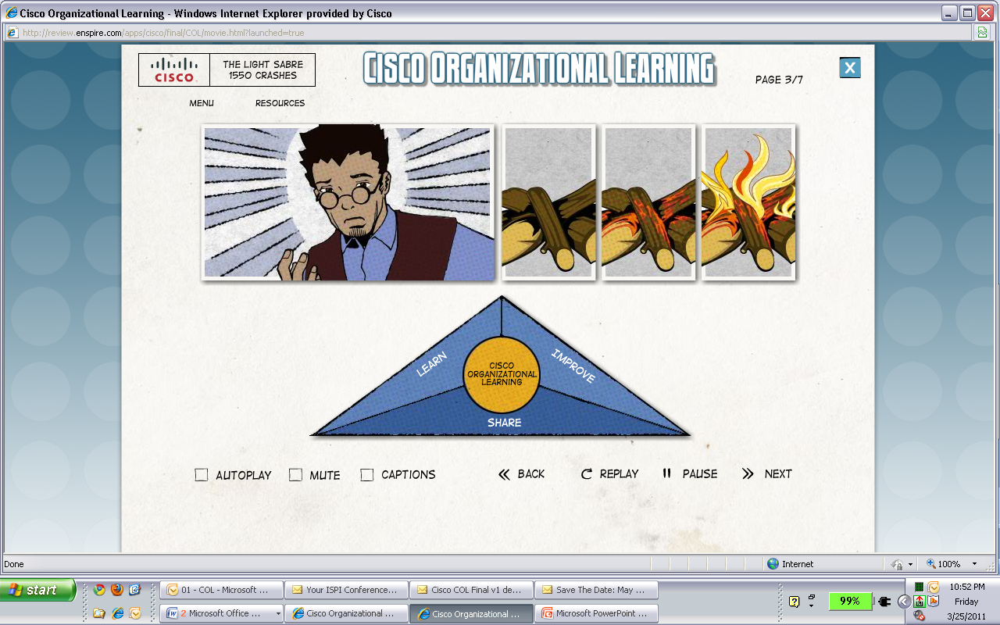 Cisco Organizational Learning - Windows Internet Explorer provided by Cisco
http://review.enspire.com/apps/cisco/final/COL/movie.html?launched=true
CISCO
THE LIGHT SABRE
1550 CRASHES
CISCO ORGANIZATIONAL LEARNING
PAGE 3/7
X
MENU
RESOURCES
LEARN
IMPROVE
CISCO
ORGANIZATIONAL
LEARNING
SHARE
AUTOPLAY
MUTE
CAPTIONS
BACK
REPLAY
PAUSE
NEXT
Done
Internet
100%
start
01 - COL - Microsoft ...
Your ISPI Conference...
Cisco COL Final v1 de...
Save The Date: May ...
2 Microsoft Office ...
Cisco Organizational ...
Cisco Organizational ...
Microsoft PowerPoint ...
99%
10:52 PM
Friday
3/25/2011